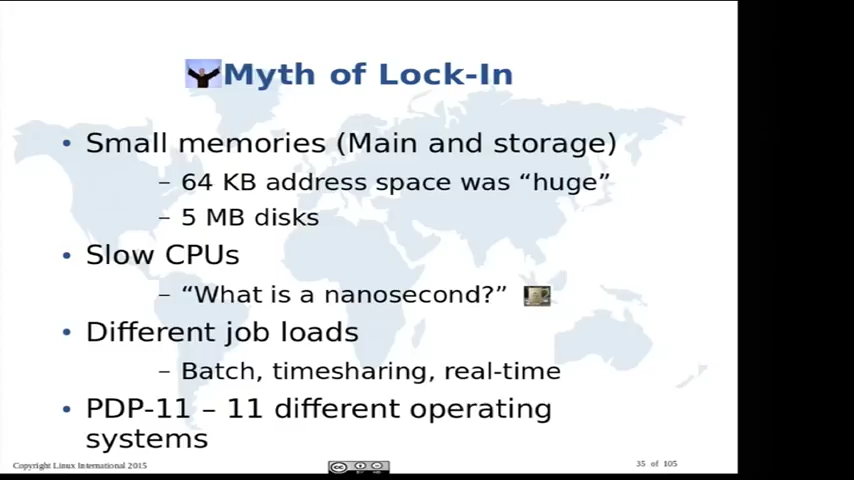 Myth of Lock-In
• Small memories (Main and storage)
– 64 KB address space was “huge”
– 5 MB disks
• Slow CPUs
– “What is a nanosecond?”
• Different job loads
– Batch, timesharing, real-time
• PDP-11 – 11 different operating
systems
Copyright Linux International 2015
35 of 105